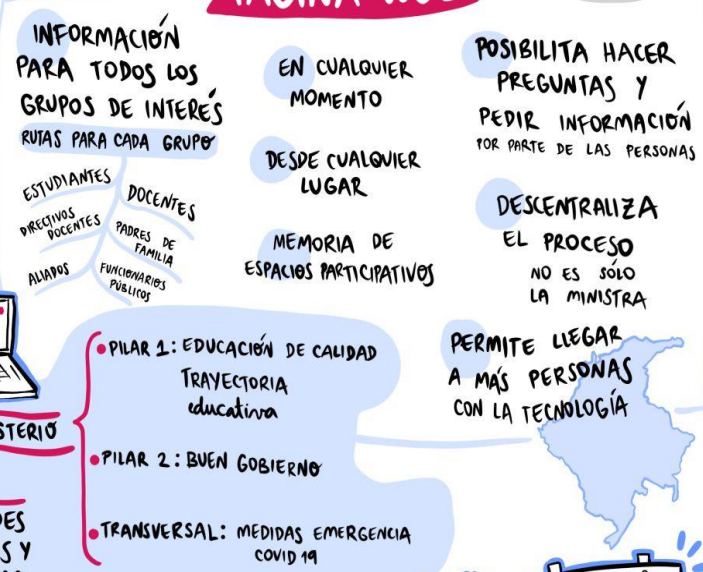 PÁGINA WEB
INFORMACIÓN
PARA TODOS LOS
GRUPOS DE INTERÉS
RUTAS PARA CADA GRUPO
ESTUDIANTES
DOCENTES
DIRECTIVOS
DOCENTES
PADRES DE
FAMILIA
ALIADOS
FUNCIONARIOS
PÚBLICOS
EN CUALQUIER
MOMENTO
DESDE CUALQUIER
LUGAR
MEMORIA DE
ESPACIOS PARTICIPATIVOS
POSIBILITA HACER
PREGUNTAS Y
PEDIR INFORMACIÓN
POR PARTE DE LAS PERSONAS
DESCENTRALIZA
EL PROCESO
NO ES SÓLO
LA MINISTRA
PERMITE LLEGAR
A MÁS PERSONAS
CON LA TECNOLOGÍA
PILAR 1: EDUCACIÓN DE CALIDAD
TRAYECTORIA
educativa
STERIO
PILAR 2: BUEN GOBIERNO
TRANSVERSAL: MEDIDAS EMERGENCIA
COVID 19
DES
S Y